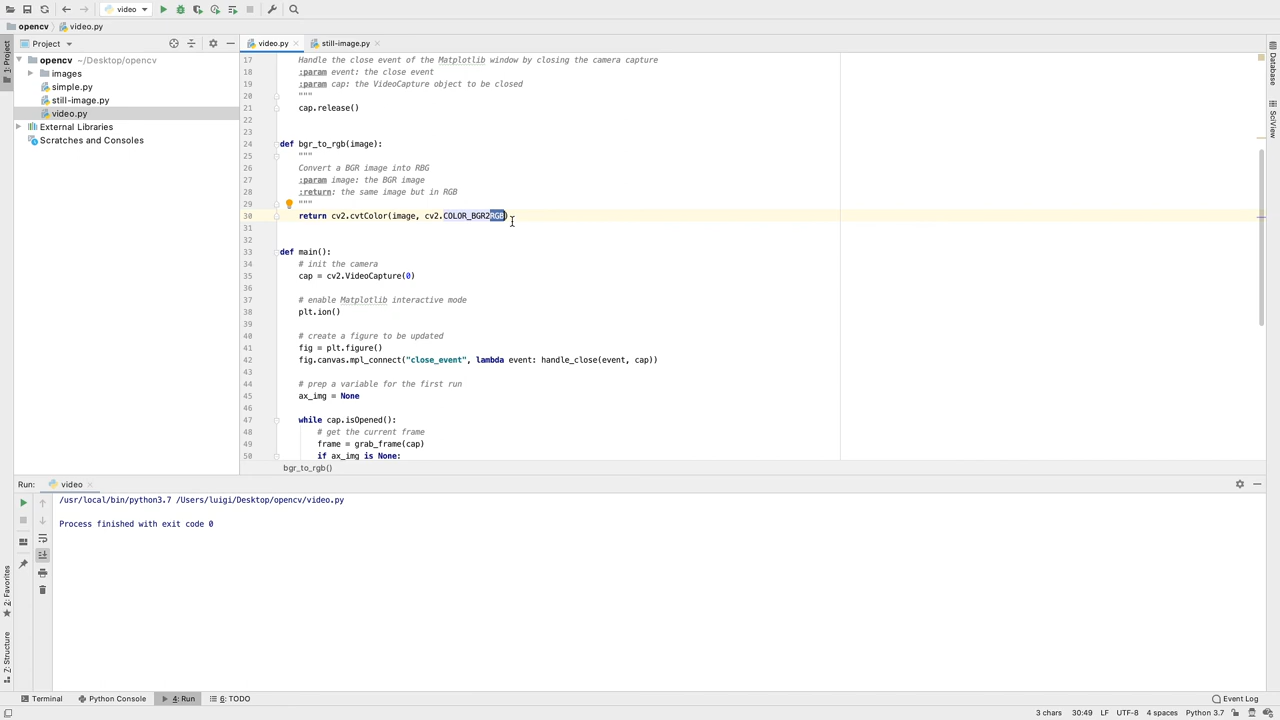 video
opencv
video.py
1: Project
Project
video.py
still-image.py
opencv ~/Desktop/opencv
images
simple.py
still-image.py
video.py
External Libraries
Scratches and Consoles
17 Handle the close event of the Matplotlib window by closing the camera capture
18 :param event: the close event
19 :param cap: the VideoCapture object to be closed
20 """
21 cap.release()
22
23
24 def bgr_to_rgb(image):
25 """
26 Convert a BGR image into RBG
27 :param image: the BGR image
28 :return: the same image but in RGB
29 """
30 return cv2.cvtColor(image, cv2.COLOR_BGR2RGB)
31
32
33 def main():
34 # init the camera
35 cap = cv2.VideoCapture(0)
36
37 # enable Matplotlib interactive mode
38 plt.ion()
39
40 # create a figure to be updated
41 fig = plt.figure()
42 fig.canvas.mpl_connect("close_event", lambda event: handle_close(event, cap))
43
44 # prep a variable for the first run
45 ax_img = None
46
47 while cap.isOpened():
48 # get the current frame
49 frame = grab_frame(cap)
50 if ax_img is None:
bgr_to_rgb()
Database
SciView
Run: video
/usr/local/bin/python3.7 /Users/luigi/Desktop/opencv/video.py
Process finished with exit code 0
2: Favorites
7: Structure
Terminal
Python Console
4: Run
6: TODO
Event Log
3 chars 30:49 LF UTF-8 4 spaces Python 3.7